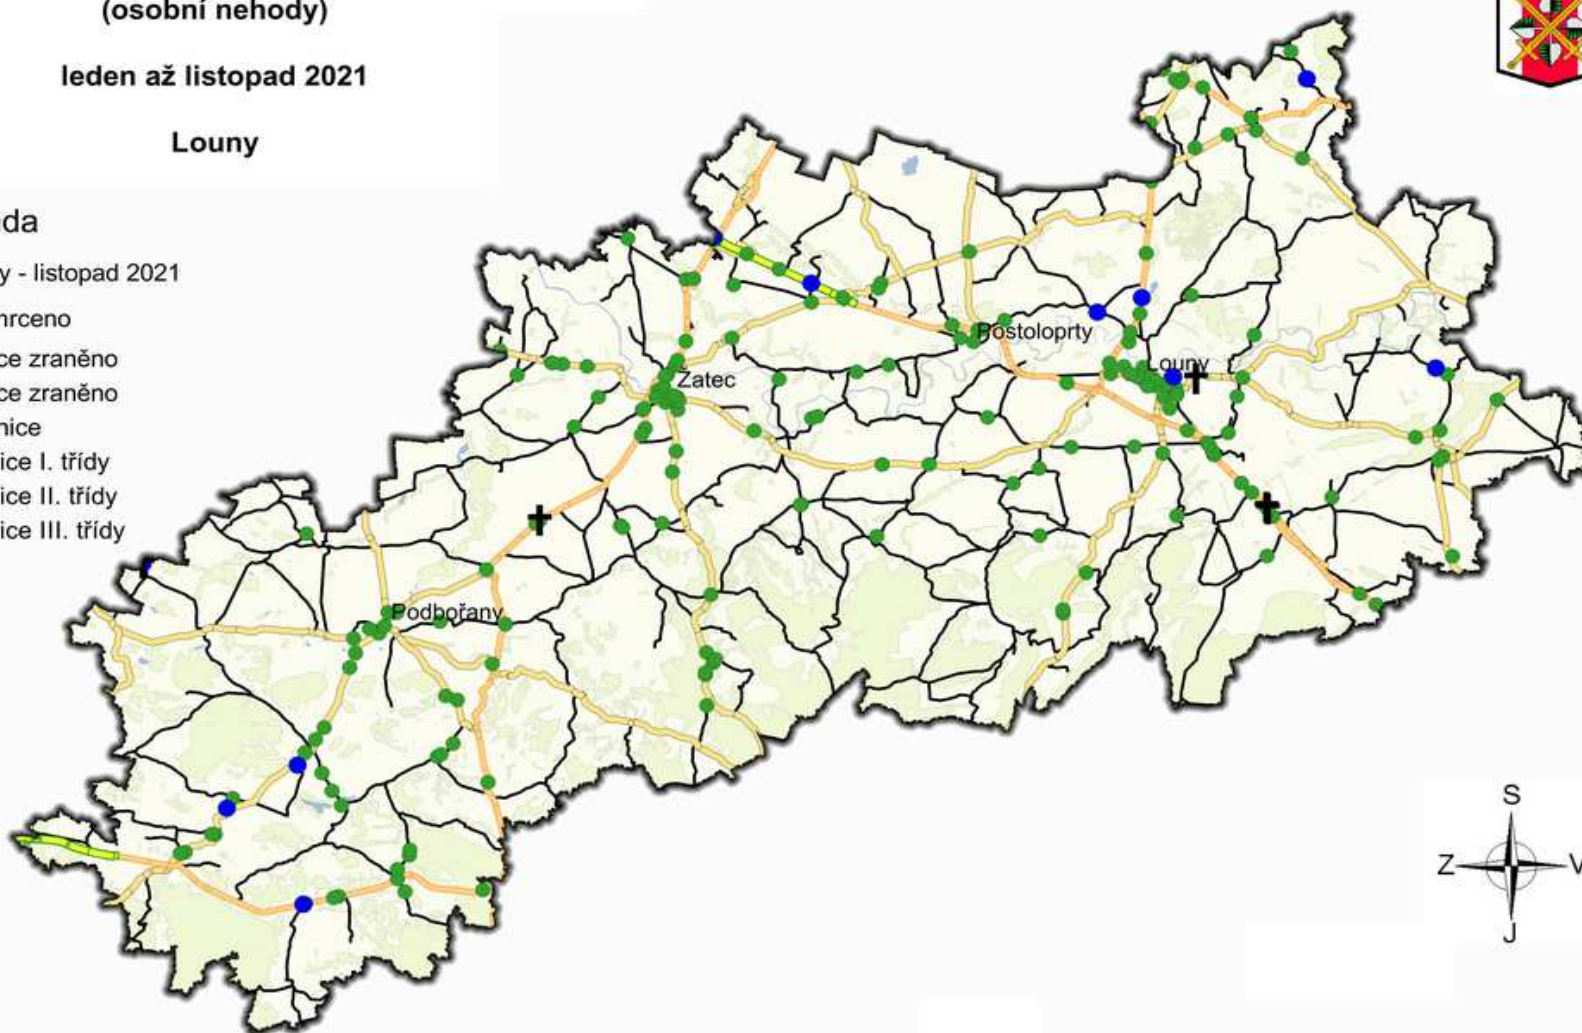 (osobní nehody)
leden až listopad 2021
Louny
da
y - listopad 2021
mrceno
ce zraněno
ce zraněno
nice
ice I. třídy
ice II. třídy
ice III. třídy
Postoloprty
Louny
Žatec
Podbořany
S
Z
V
J